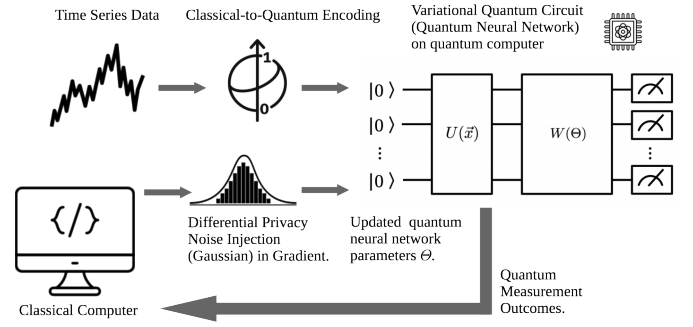 Time Series Data
Classical-to-Quantum Encoding
Variational Quantum Circuit
(Quantum Neural Network)
on quantum computer
1
0
|0⟩
|0⟩
⋮
|0⟩
U(x⃗)
W(Θ)
⋮
</>
Differential Privacy
Noise Injection
(Gaussian) in Gradient.
Updated quantum
neural network
parameters Θ.
Quantum
Measurement
Outcomes.
Classical Computer